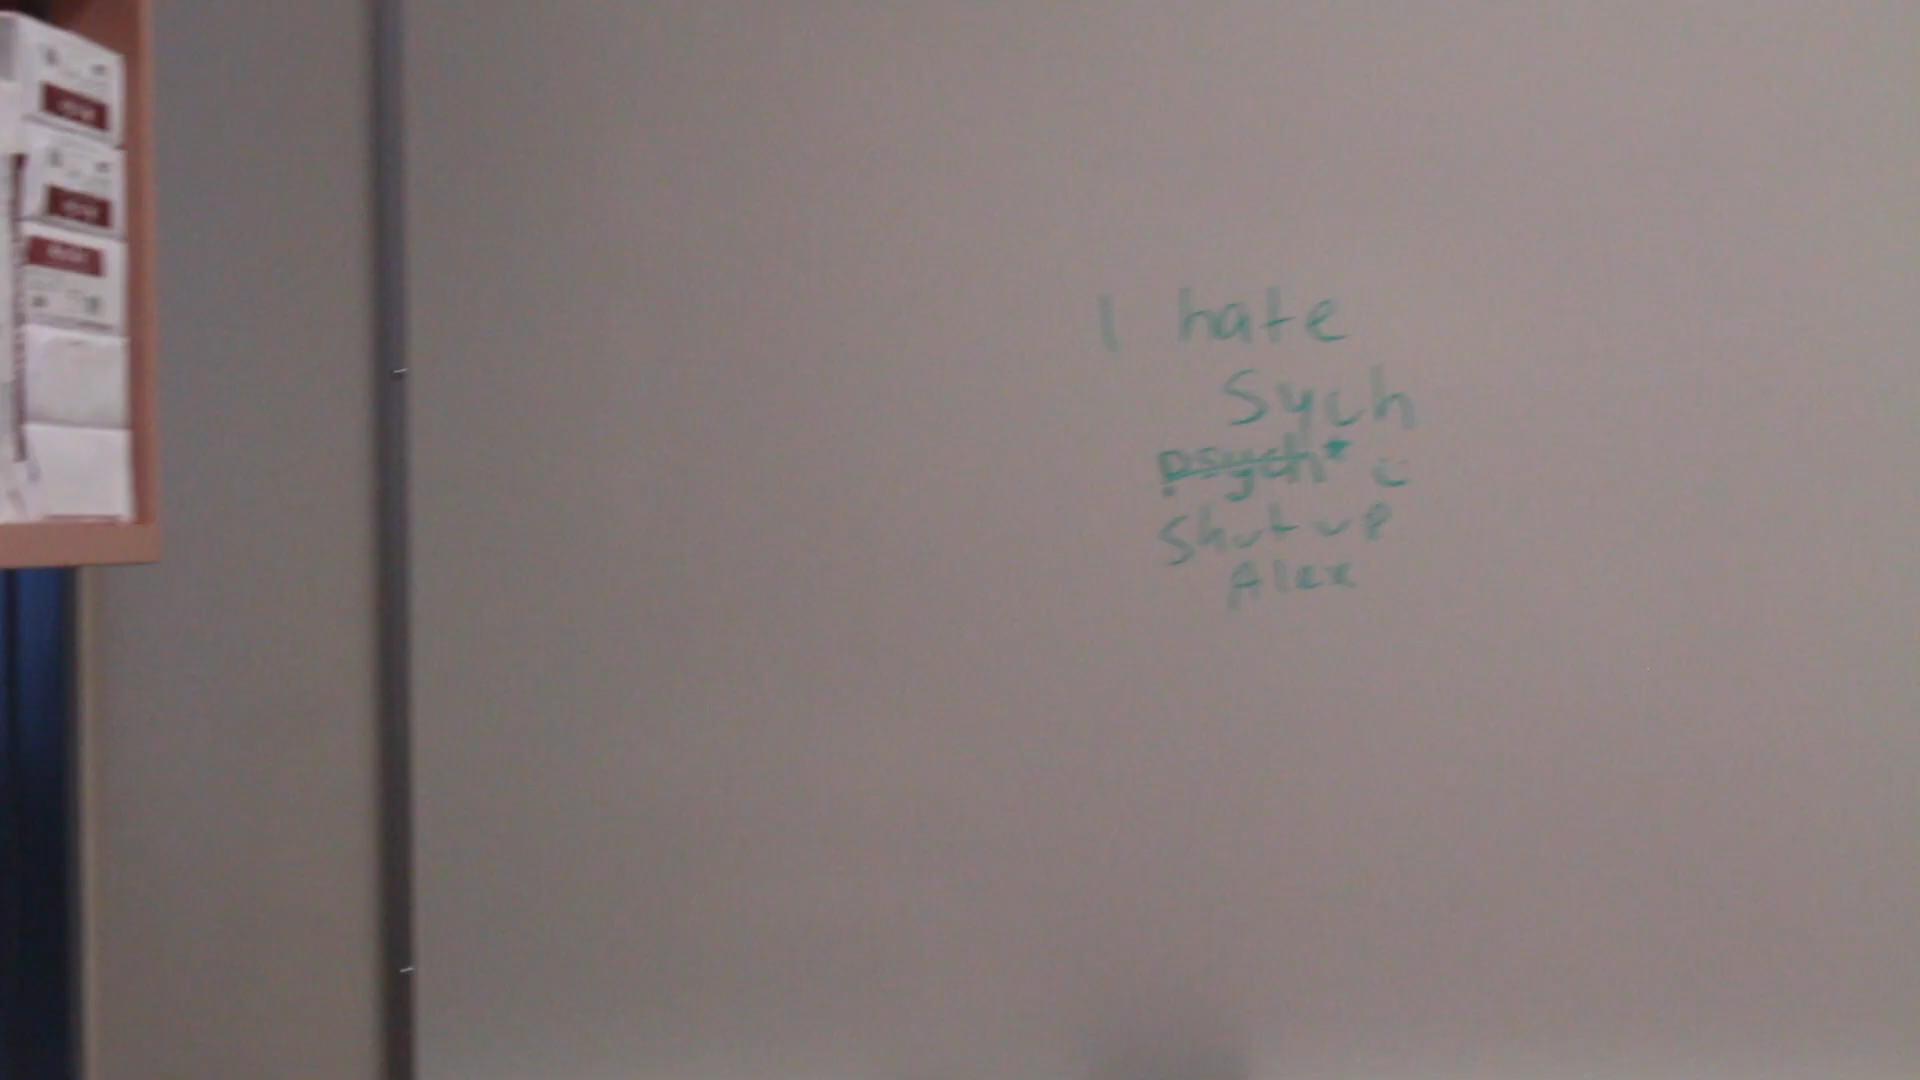 I hate
Sych
psych* c
Shut up
Alex